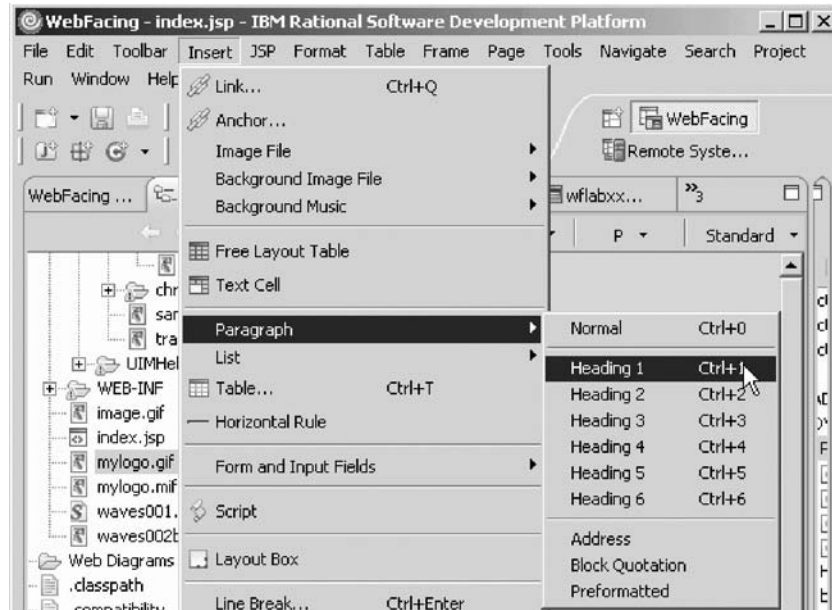 WebFacing - index.jsp - IBM Rational Software Development Platform
File Edit Toolbar Insert JSP Format Table Frame Page Tools Navigate Search Project
Run Window Help
Link... Ctrl+Q
Anchor...
Image File
Background Image File
Background Music
Free Layout Table
Text Cell
Paragraph
List
Table... Ctrl+T
Horizontal Rule
Form and Input Fields
Script
Layout Box
Line Break... Ctrl+Enter
Normal Ctrl+0
Heading 1 Ctrl+1
Heading 2 Ctrl+2
Heading 3 Ctrl+3
Heading 4 Ctrl+4
Heading 5 Ctrl+5
Heading 6 Ctrl+6
Address
Block Quotation
Preformatted
WebFacing
Remote Syste...
WebFacing ...
wflabxx...
»3
P
Standard
chr
sar
tra
UIMHel
WEB-INF
image.gif
index.jsp
mylogo.gif
mylogo.mif
waves001.
waves002b
Web Diagrams
.classpath
.compatibility